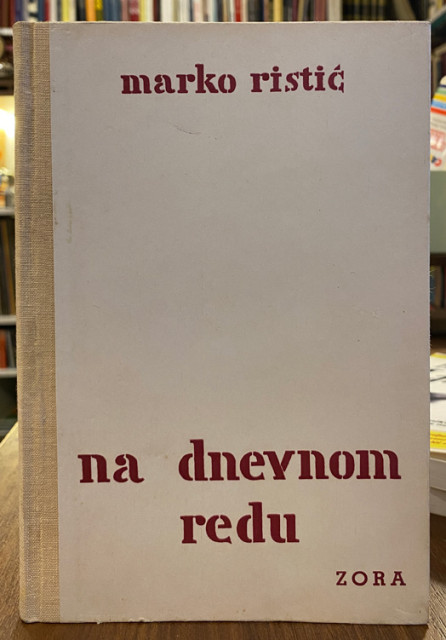 marko ristić
na dnevnom
redu
ZORA